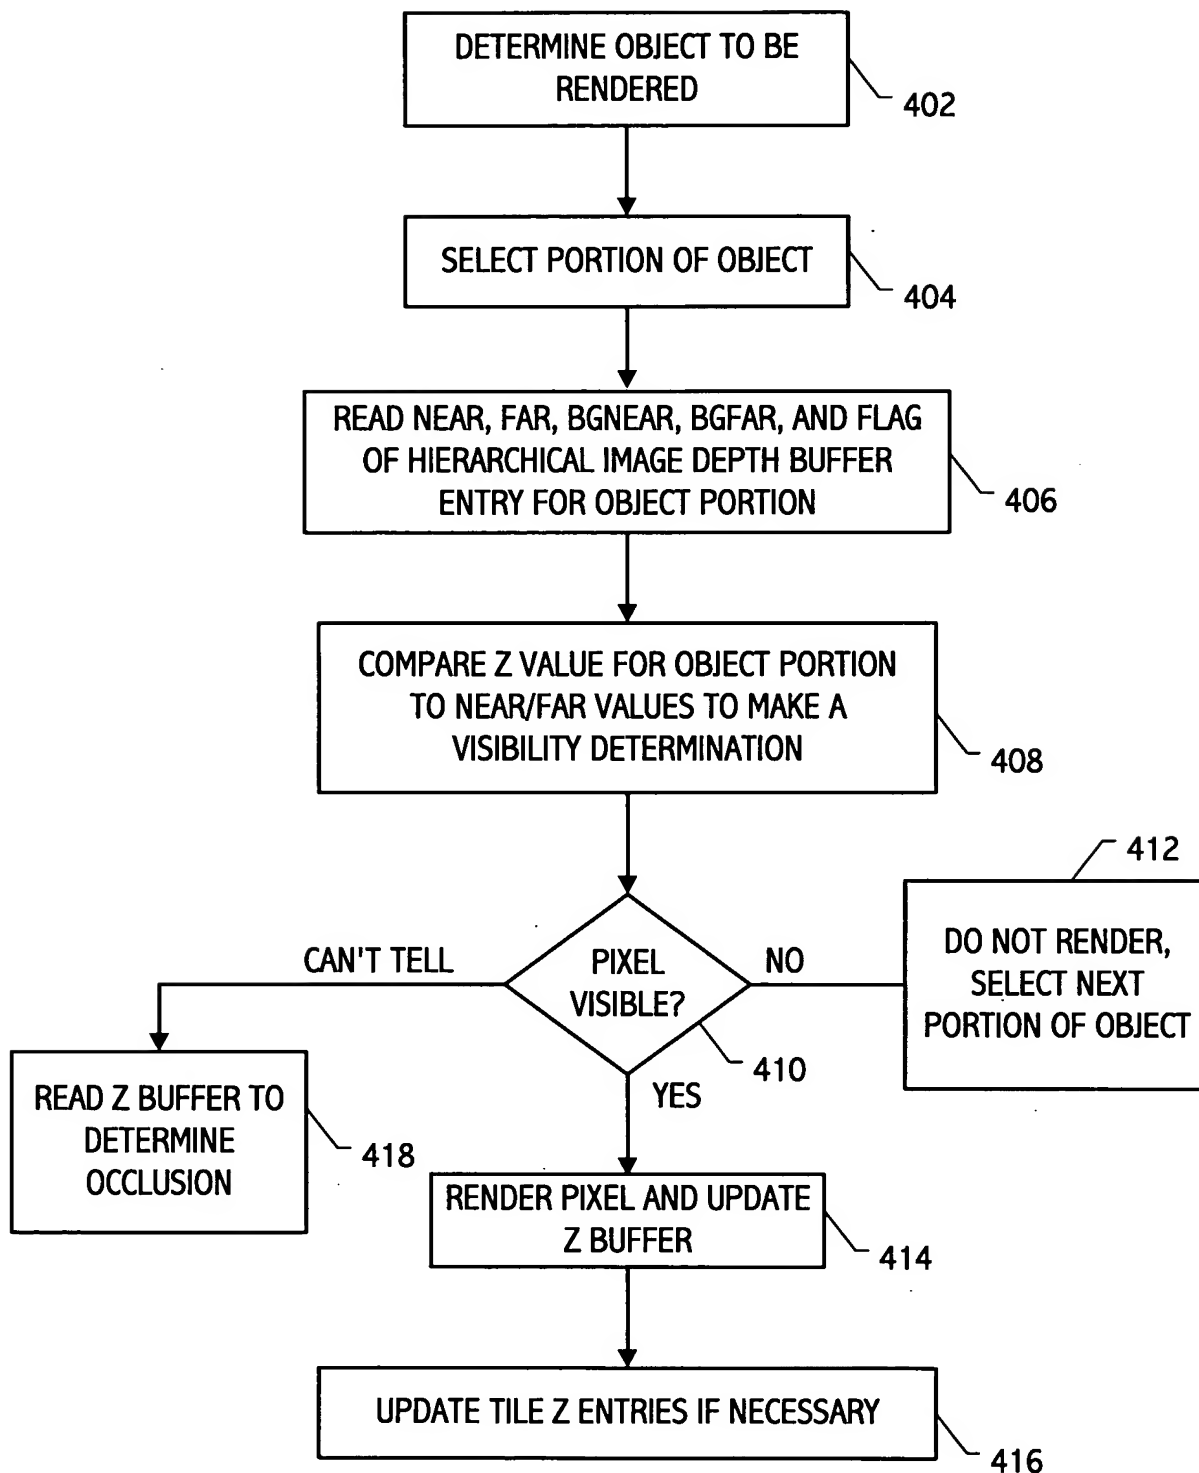 DETERMINE OBJECT TO BE
RENDERED
402
SELECT PORTION OF OBJECT
404
READ NEAR, FAR, BGNEAR, BGFAR, AND FLAG
OF HIERARCHICAL IMAGE DEPTH BUFFER
ENTRY FOR OBJECT PORTION
406
COMPARE Z VALUE FOR OBJECT PORTION
TO NEAR/FAR VALUES TO MAKE A
VISIBILITY DETERMINATION
408
PIXEL
VISIBLE?
410
CAN'T TELL
NO
YES
412
DO NOT RENDER,
SELECT NEXT
PORTION OF OBJECT
READ Z BUFFER TO
DETERMINE
OCCLUSION
418
RENDER PIXEL AND UPDATE
Z BUFFER
414
UPDATE TILE Z ENTRIES IF NECESSARY
416